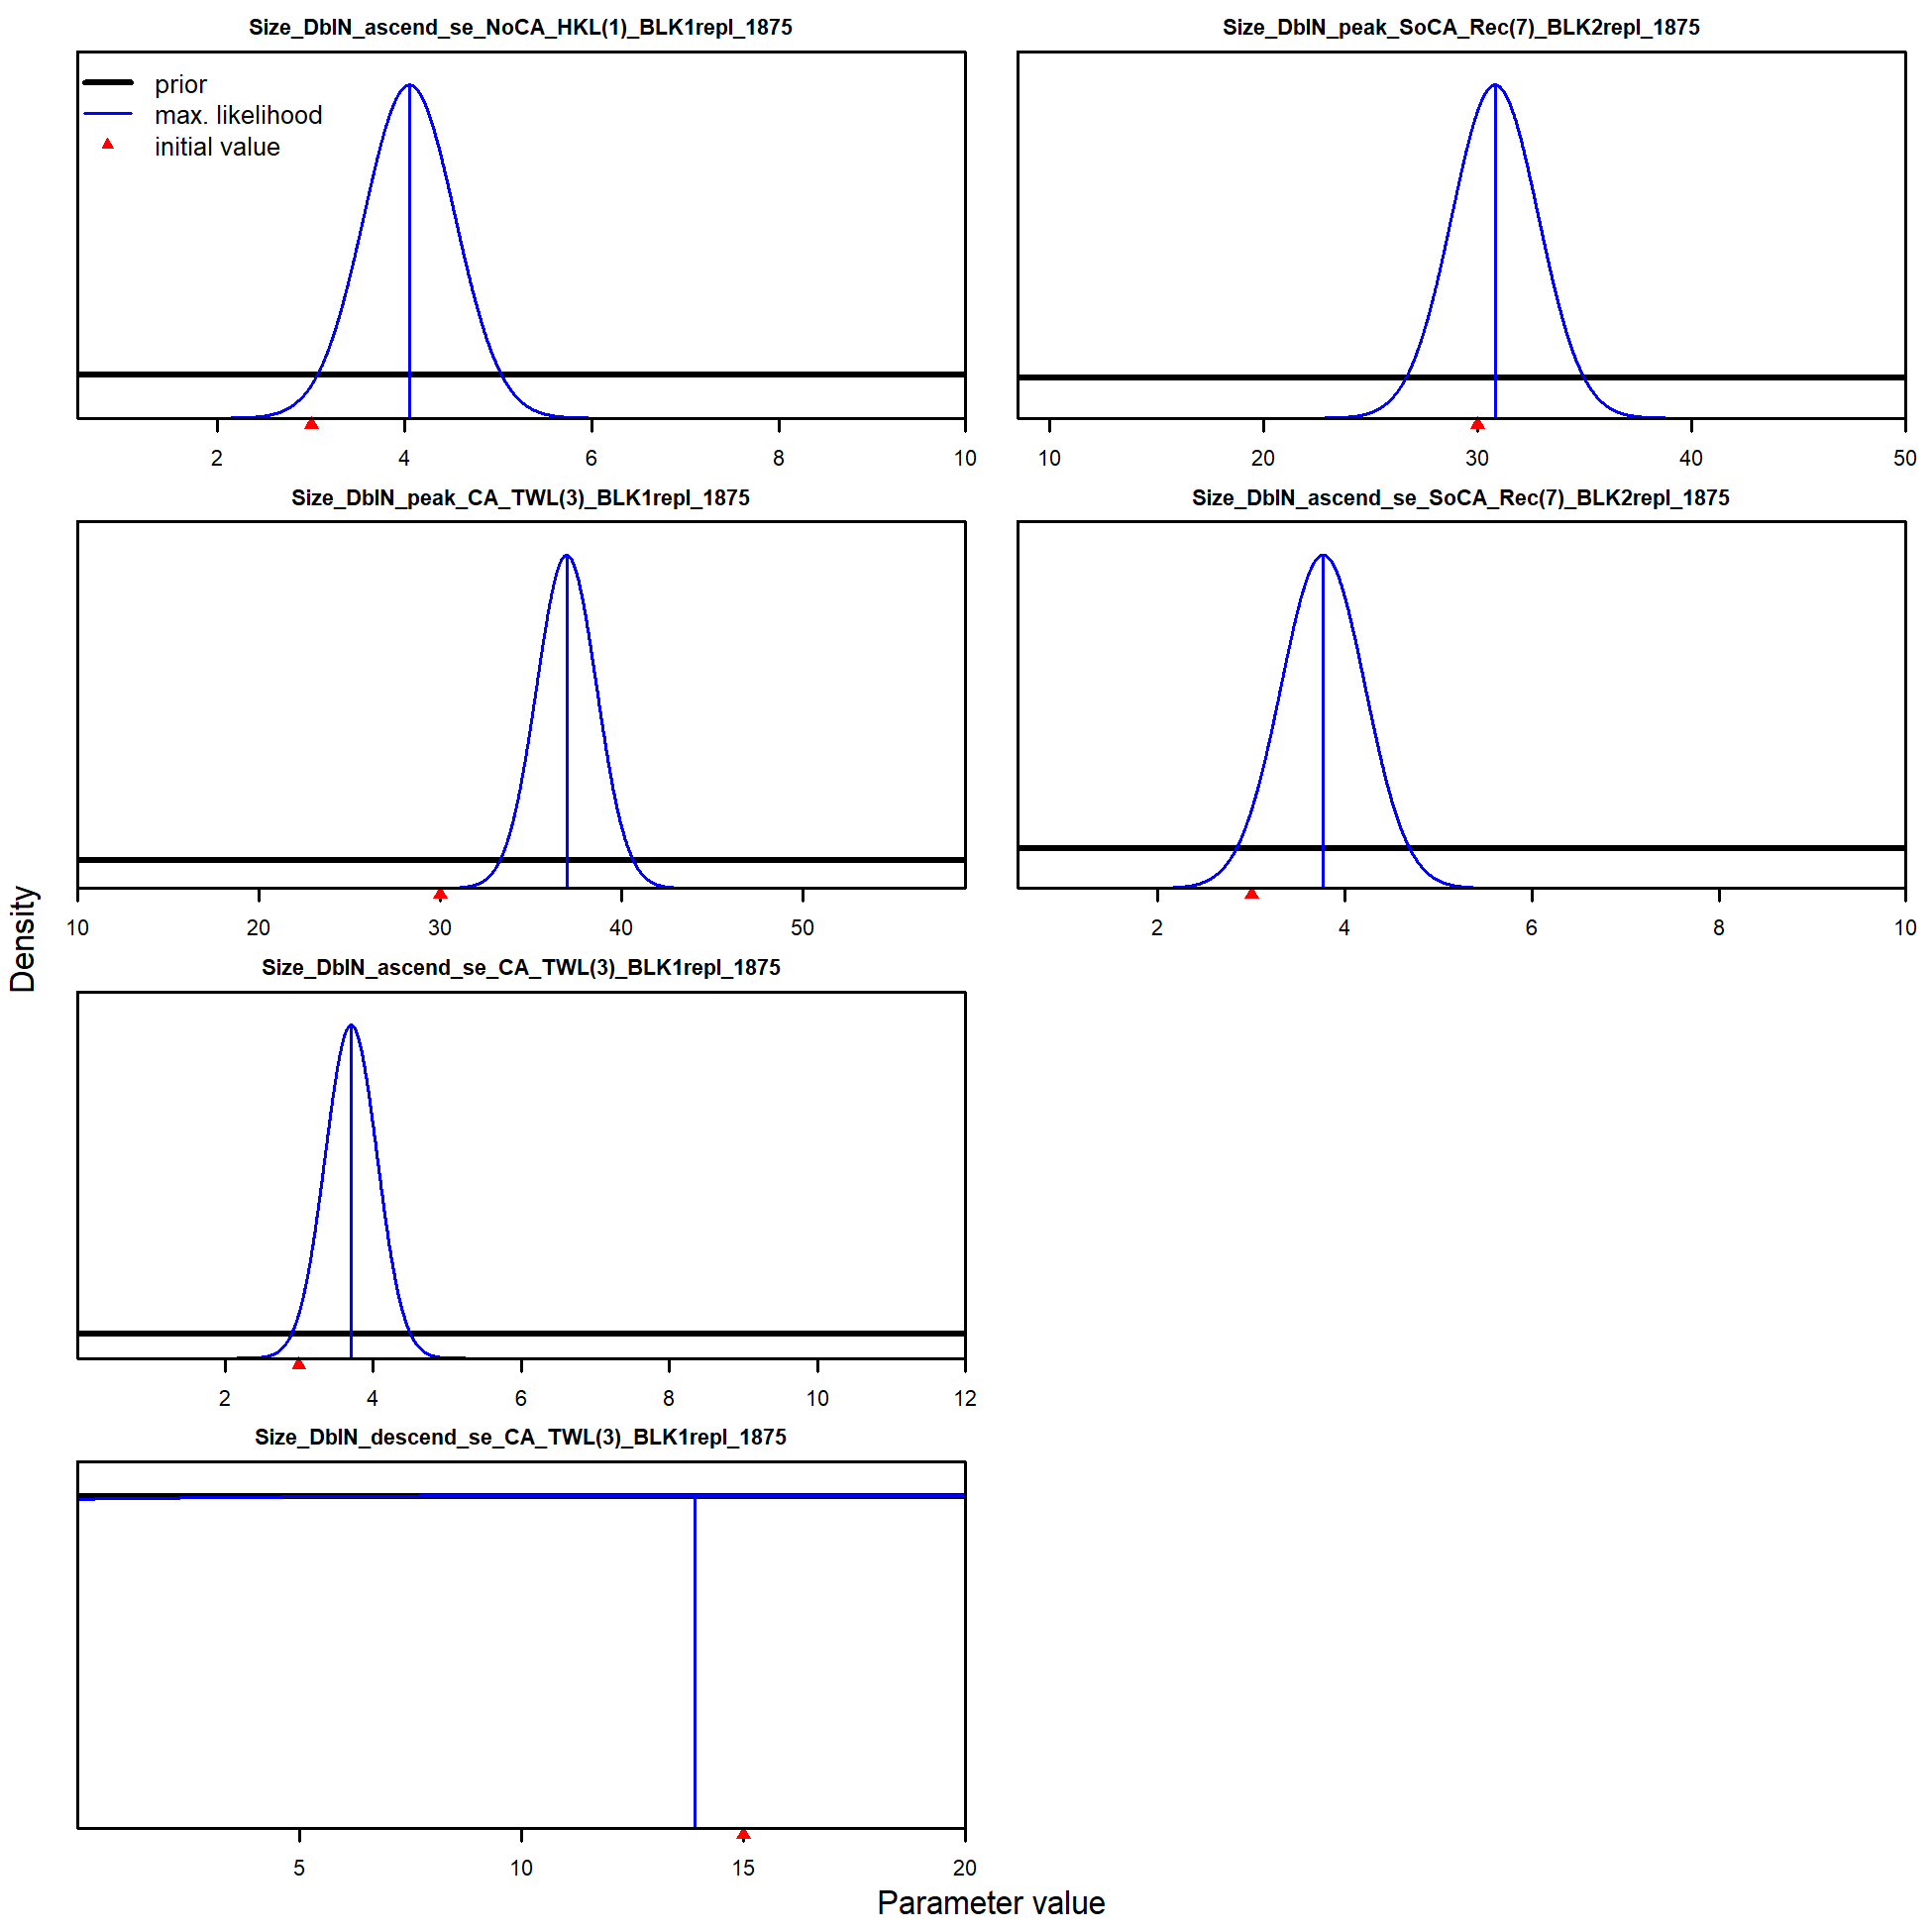 Size_DblN_ascend_se_NoCA_HKL(1)_BLK1repl_1875
prior
max. likelihood
initial value
2 4 6 8 10
Size_DblN_peak_SoCA_Rec(7)_BLK2repl_1875
10 20 30 40 50
Size_DblN_peak_CA_TWL(3)_BLK1repl_1875
10 20 30 40 50
Size_DblN_ascend_se_SoCA_Rec(7)_BLK2repl_1875
2 4 6 8 10
Size_DblN_ascend_se_CA_TWL(3)_BLK1repl_1875
2 4 6 8 10 12
Size_DblN_descend_se_CA_TWL(3)_BLK1repl_1875
5 10 15 20
Density
Parameter value